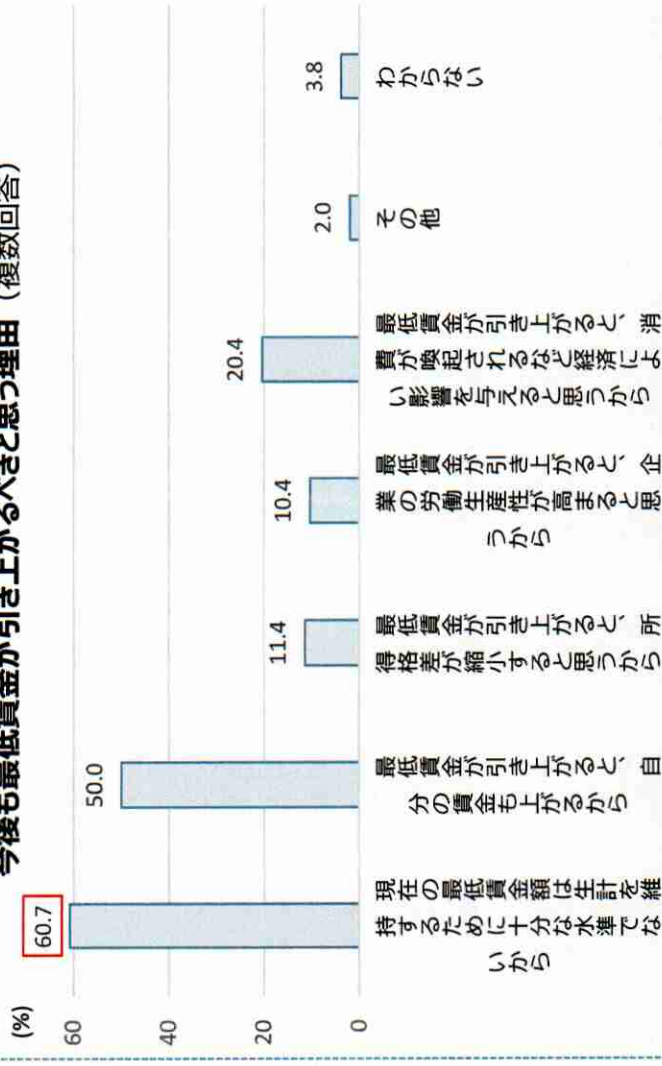 今後も最低賃金が引き上がるべきと思う理由（複数回答）
(%)
60
40
20
0
60.7
50.0
11.4
10.4
20.4
2.0
3.8
現在の最低賃金額は生計を維
持するために十分な水準でな
いから
最低賃金が引き上がると、自
分の賃金も上がるから
最低賃金が引き上がると、所
得格差が縮小すると思うから
最低賃金が引き上がると、企
業の労働生産性が高まると思
うから
最低賃金が引き上がると、消
費が喚起されるなど経済によ
い影響を与えると思うから
その他
わからない